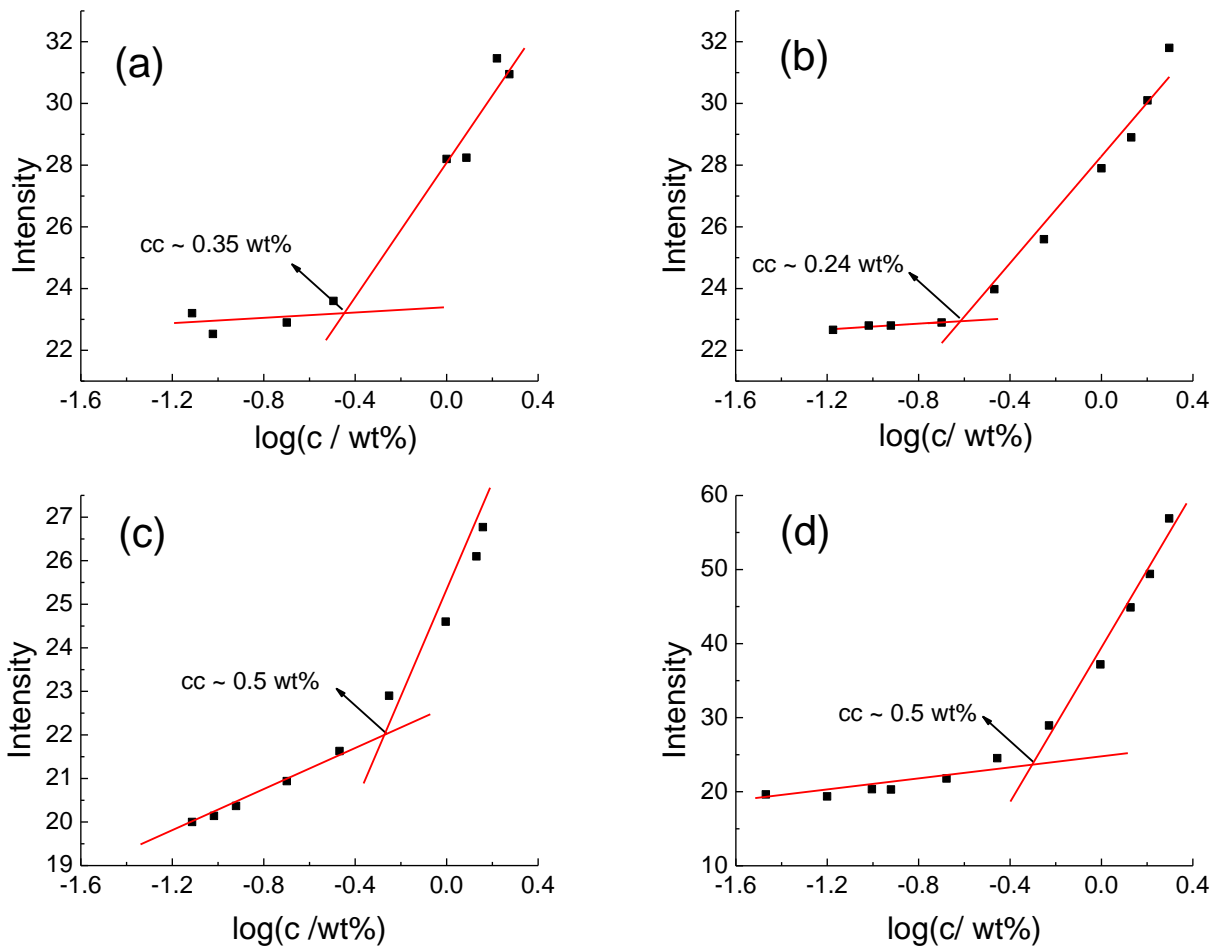 (a)
Intensity
32
30
28
26
24
22
cc ~ 0.35 wt%
-1.6 -1.2 -0.8 -0.4 0.0 0.4
log(c / wt%)
(b)
Intensity
32
30
28
26
24
22
cc ~ 0.24 wt%
-1.6 -1.2 -0.8 -0.4 0.0 0.4
log(c/ wt%)
(c)
Intensity
27
26
25
24
23
22
21
20
19
cc ~ 0.5 wt%
-1.6 -1.2 -0.8 -0.4 0.0 0.4
log(c /wt%)
(d)
Intensity
60
50
40
30
20
10
cc ~ 0.5 wt%
-1.6 -1.2 -0.8 -0.4 0.0 0.4
log(c/ wt%)